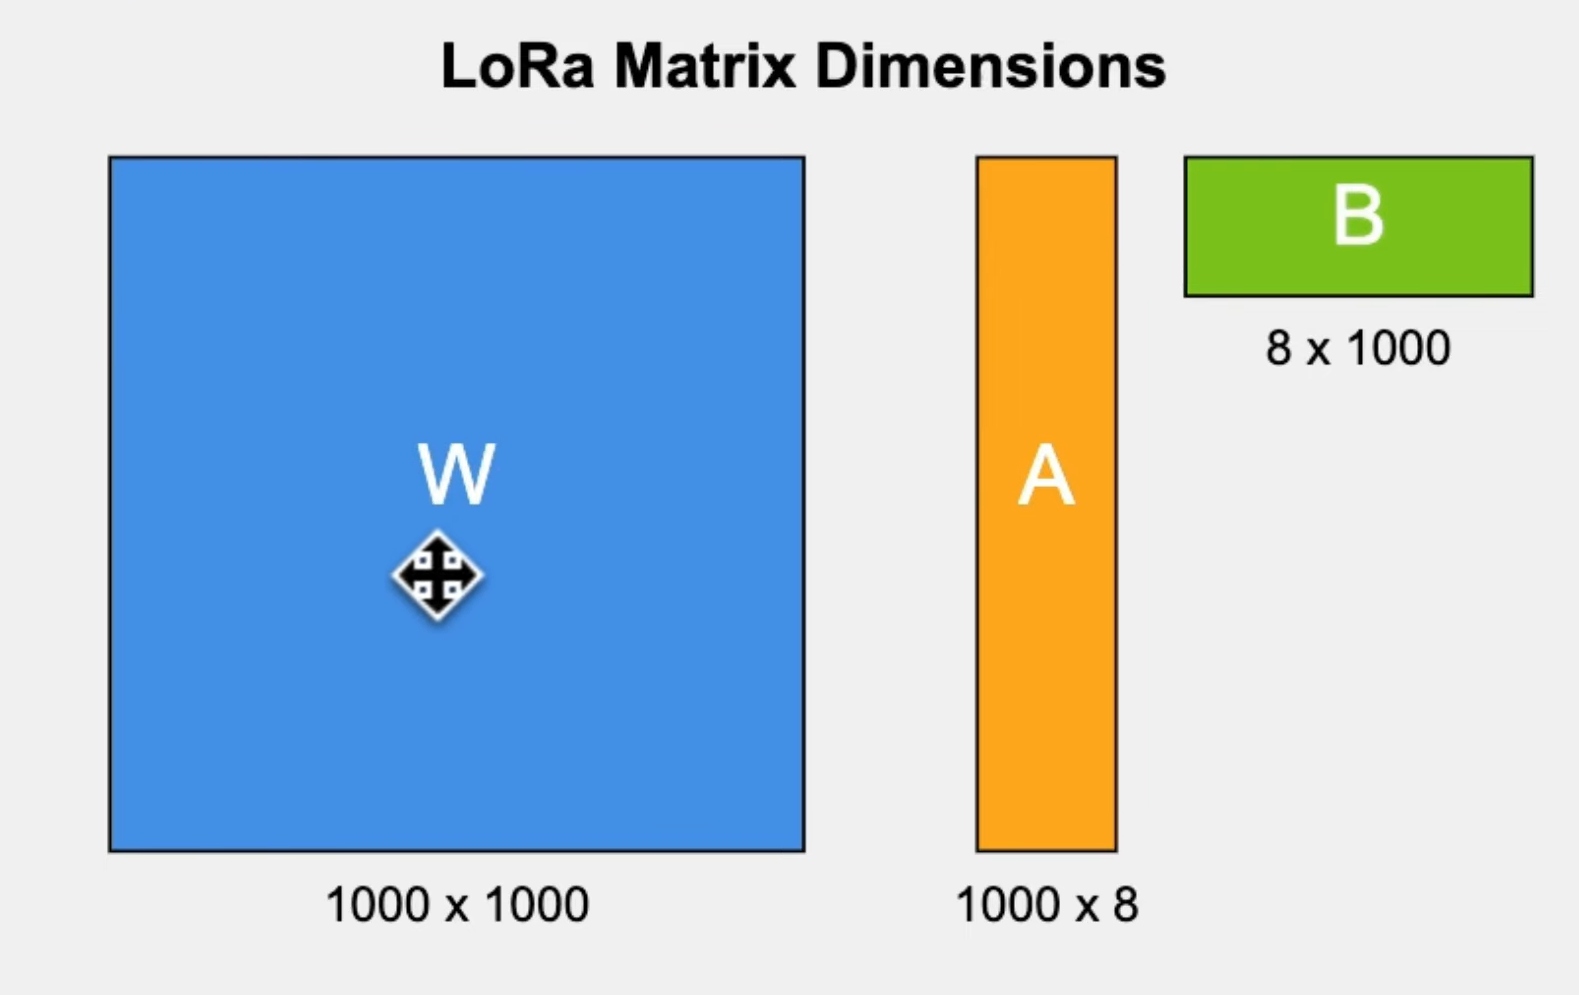 LoRa Matrix Dimensions
W
A
B
8 x 1000
1000 x 1000
1000 x 8